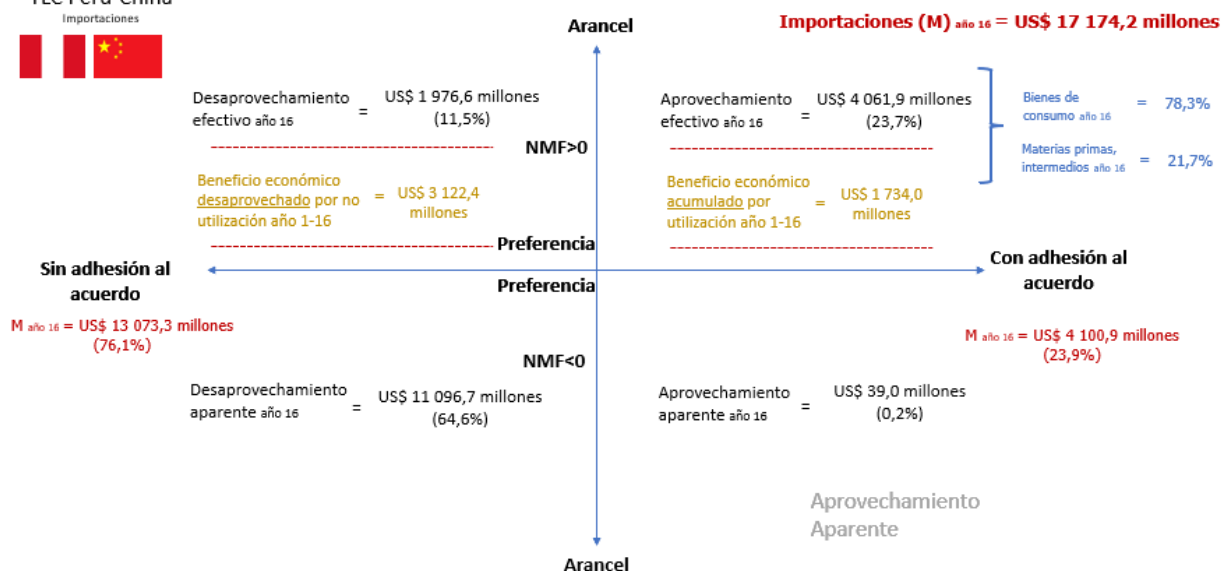 TLC Perú-China
Importaciones
Importaciones (M) año 16 = US$ 17 174,2 millones
Arancel
Desaprovechamiento
efectivo año 16
=
US$ 1 976,6 millones
(11,5%)
Aprovechamiento
efectivo año 16
=
US$ 4 061,9 millones
(23,7%)
Bienes de
consumo año 16
= 78,3%
Materias primas,
intermedios año 16
= 21,7%
NMF>0
Beneficio económico
desaprovechado por no
utilización año 1-16
=
US$ 3 122,4
millones
Beneficio económico
acumulado por
utilización año 1-16
=
US$ 1 734,0
millones
Preferencia
Sin adhesión al
acuerdo
Con adhesión al
acuerdo
Preferencia
M año 16 = US$ 13 073,3 millones
(76,1%)
M año 16 = US$ 4 100,9 millones
(23,9%)
NMF<0
Desaprovechamiento
aparente año 16
=
US$ 11 096,7 millones
(64,6%)
Aprovechamiento
aparente año 16
=
US$ 39,0 millones
(0,2%)
Aprovechamiento
Aparente
Arancel